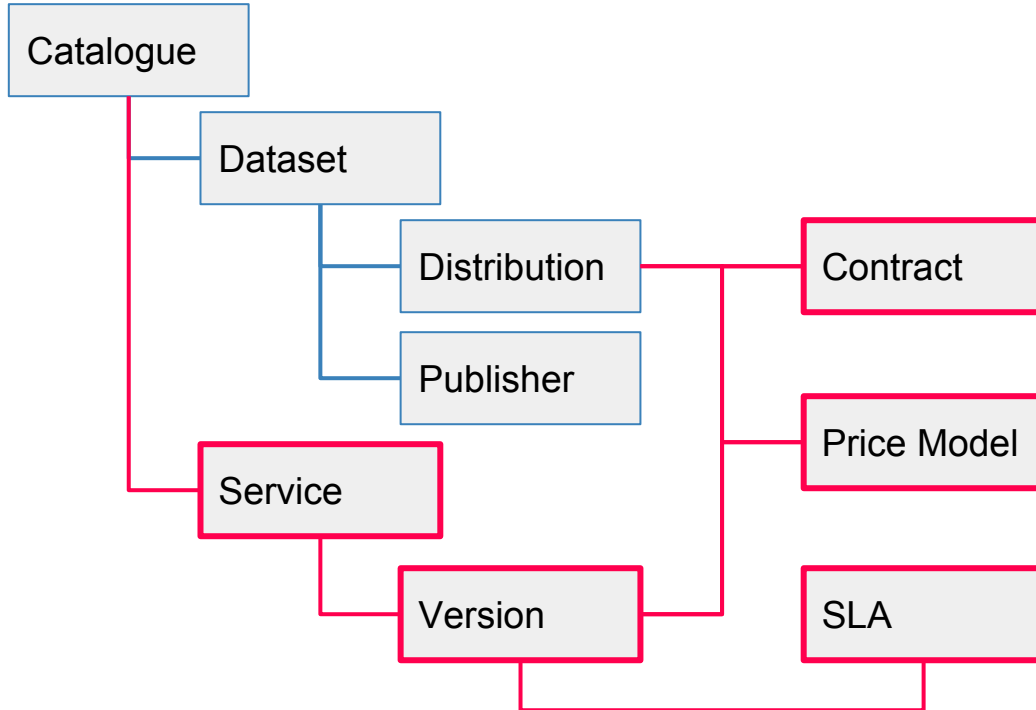 Catalogue
Dataset
Distribution
Contract
Publisher
Price Model
Service
Version
SLA